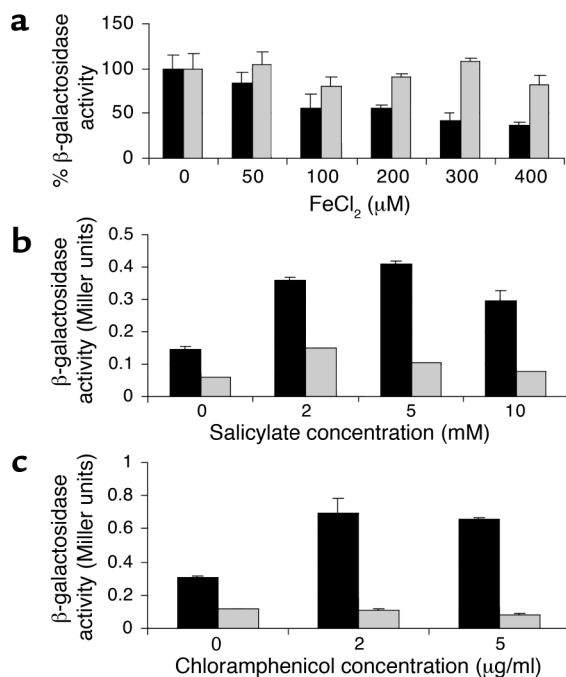 a
% β-galactosidase
activity
150
100
50
0
0 50 100 200 300 400
FeCl₂ (μM)
b
β-galactosidase
activity (Miller units)
0.5
0.4
0.3
0.2
0.1
0
0 2 5 10
Salicylate concentration (mM)
c
β-galactosidase
activity (Miller units)
1
0.8
0.6
0.4
0.2
0
0 2 5
Chloramphenicol concentration (μg/ml)